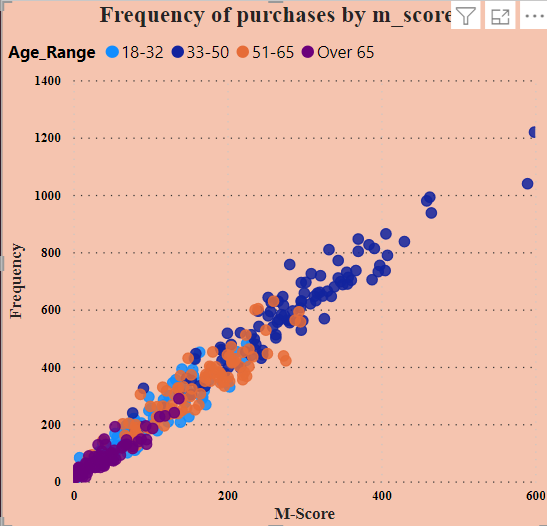 Frequency of purchases by m_score
Age_Range 18-32 33-50 51-65 Over 65
1400
1200
1000
800
600
400
200
0
Frequency
0 200 400 600
M-Score